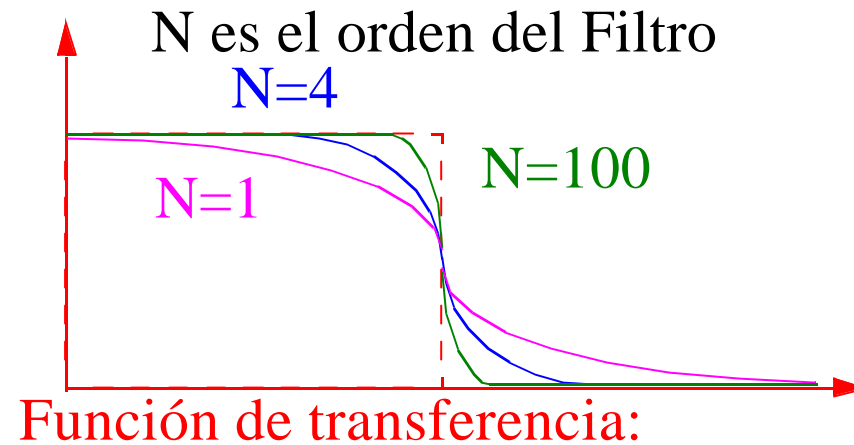 N es el orden del Filtro
N=4
N=100
N=1
Función de transferencia: